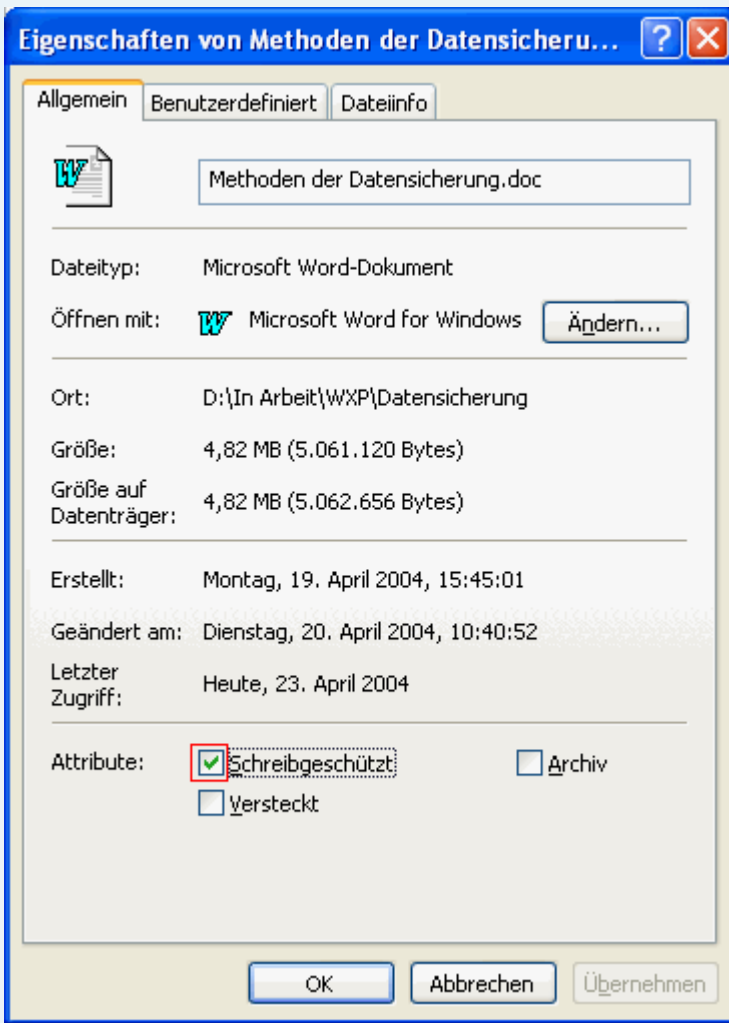 Eigenschaften von Methoden der Datensicheru...
Allgemein Benutzerdefiniert Dateiinfo
Methoden der Datensicherung.doc
Dateityp: Microsoft Word-Dokument
Öffnen mit: Microsoft Word for Windows Ändern...
Ort: D:\In Arbeit\WXP\Datensicherung
Größe: 4,82 MB (5.061.120 Bytes)
Größe auf
Datenträger: 4,82 MB (5.062.656 Bytes)
Erstellt: Montag, 19. April 2004, 15:45:01
Geändert am: Dienstag, 20. April 2004, 10:40:52
Letzter
Zugriff: Heute, 23. April 2004
Attribute: Schreibgeschützt Archiv
Versteckt
OK Abbrechen Übernehmen